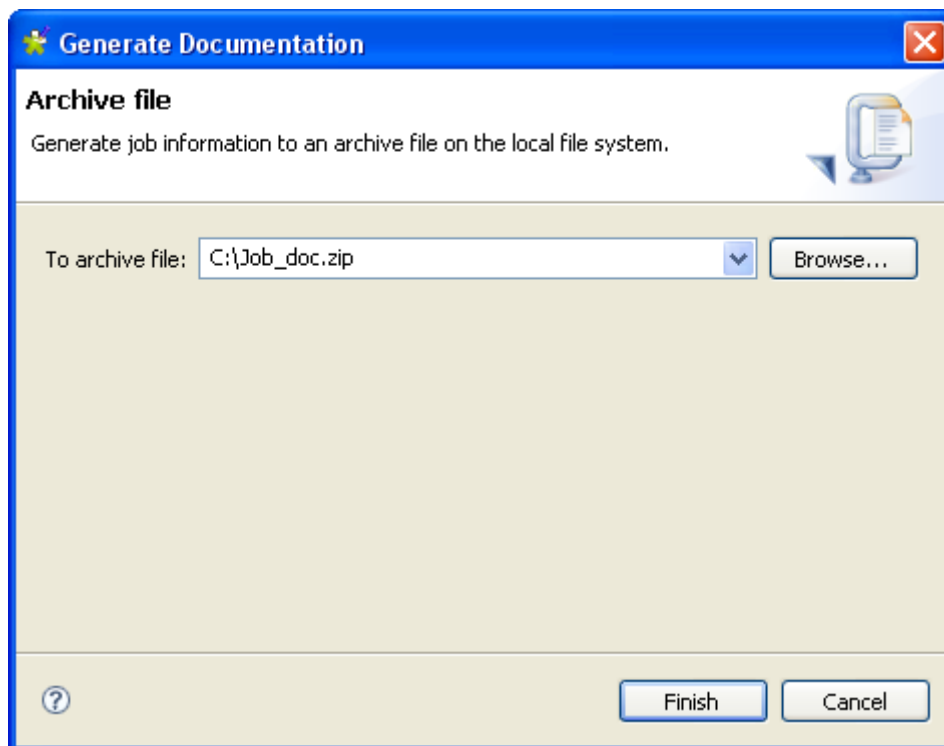 Generate Documentation
Archive file
Generate job information to an archive file on the local file system.
To archive file: C:\Job_doc.zip Browse...
? Finish Cancel